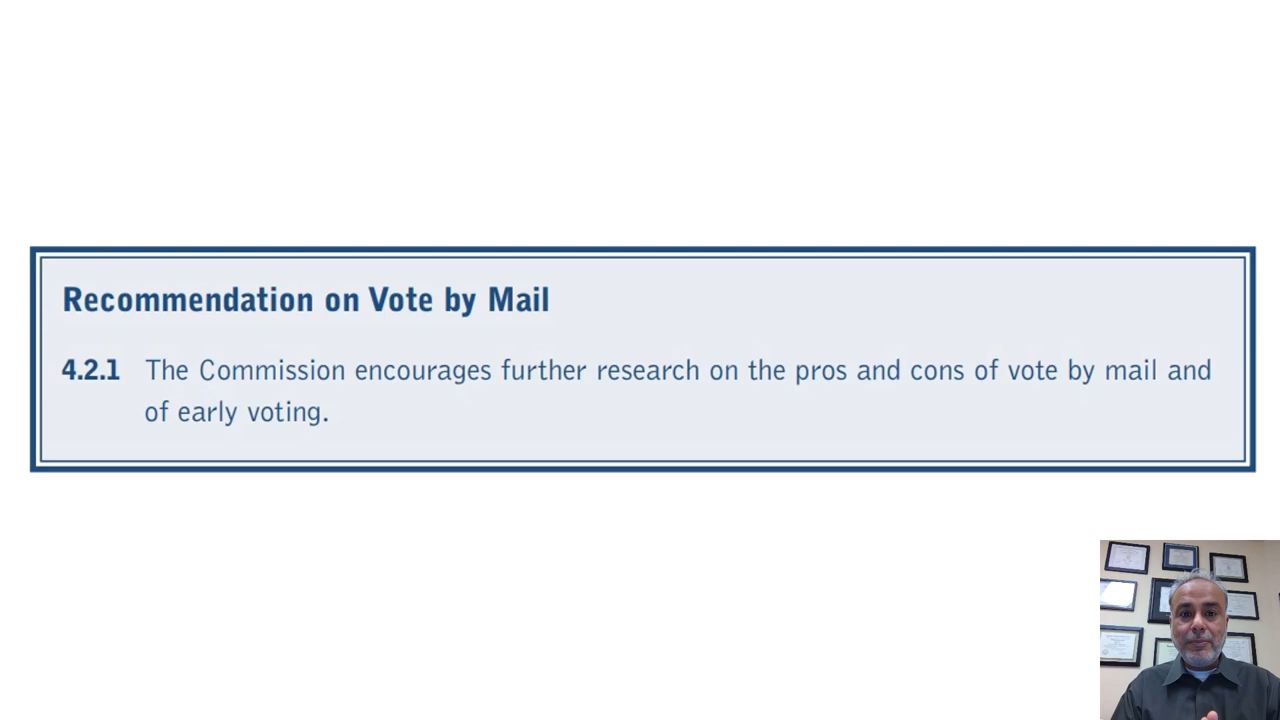 Recommendation on Vote by Mail
4.2.1 The Commission encourages further research on the pros and cons of vote by mail and
of early voting.